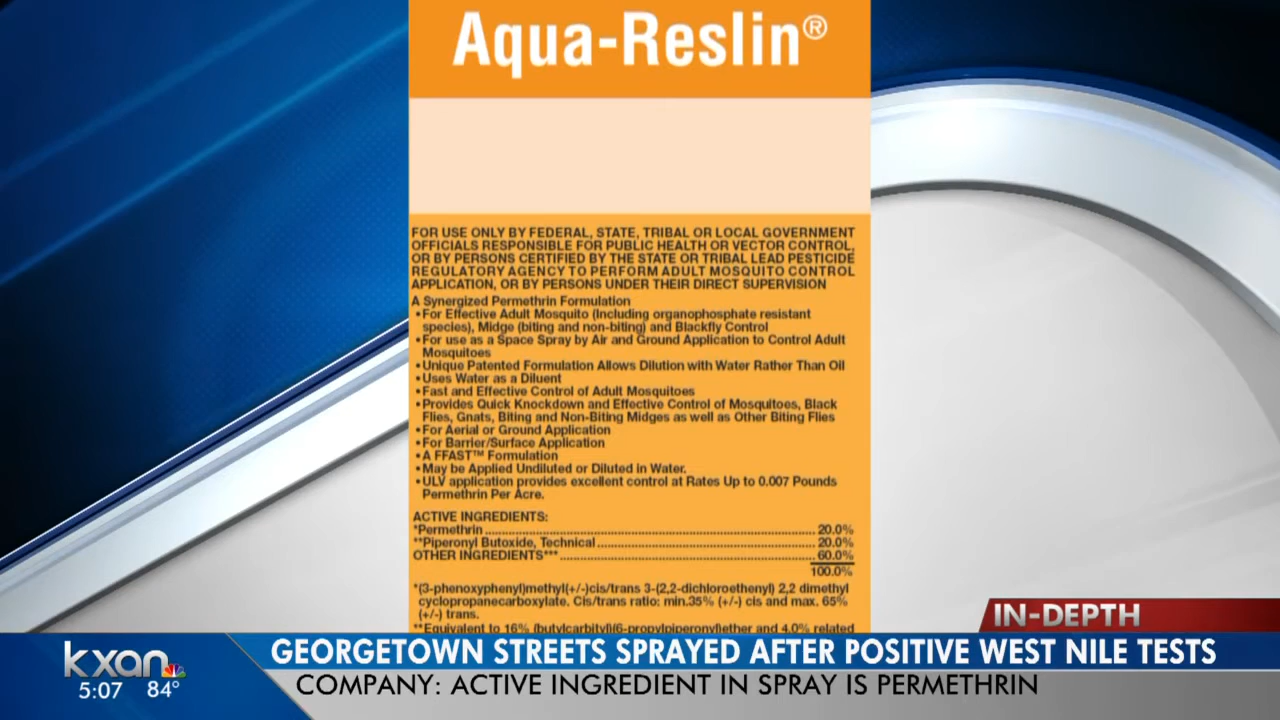 Aqua-Reslin®
FOR USE ONLY BY FEDERAL, STATE, TRIBAL OR LOCAL GOVERNMENT
OFFICIALS RESPONSIBLE FOR PUBLIC HEALTH OR VECTOR CONTROL,
OR BY PERSONS CERTIFIED BY THE STATE OR TRIBAL LEAD PESTICIDE
REGULATORY AGENCY TO PERFORM ADULT MOSQUITO CONTROL
APPLICATION, OR BY PERSONS UNDER THEIR DIRECT SUPERVISION
A Synergized Permethrin Formulation
•For Effective Adult Mosquito (Including organophosphate resistant
species), Midge (biting and non-biting) and Blackfly Control
•For use as a Space Spray by Air and Ground Application to Control Adult
Mosquitoes
•Unique Patented Formulation Allows Dilution with Water Rather Than Oil
•Uses Water as a Diluent
•Fast and Effective Control of Adult Mosquitoes
•Provides Quick Knockdown and Effective Control of Mosquitoes, Black
Flies, Gnats, Biting and Non-Biting Midges as well as Other Biting Flies
•For Aerial or Ground Application
•For Barrier/Surface Application
•A FFAST™ Formulation
•May be Applied Undiluted or Diluted in Water.
•ULV application provides excellent control at Rates Up to 0.007 Pounds
Permethrin Per Acre.
ACTIVE INGREDIENTS:
*Permethrin ........ 20.0%
**Piperonyl Butoxide, Technical ........ 20.0%
OTHER INGREDIENTS*** ........ 60.0%
100.0%
*(3-phenoxyphenyl)methyl(+/-)cis/trans 3-(2,2-dichloroethenyl) 2,2 dimethyl
cyclopropanecarboxylate. Cis/trans ratio: min.35% (+/-) cis and max. 65%
(+/-) trans.
**Equivalent to 16% (butylcarbityl)(6-propylpiperonyl)ether and 4.0% related
IN-DEPTH
kxan
5:07 84°
GEORGETOWN STREETS SPRAYED AFTER POSITIVE WEST NILE TESTS
COMPANY: ACTIVE INGREDIENT IN SPRAY IS PERMETHRIN